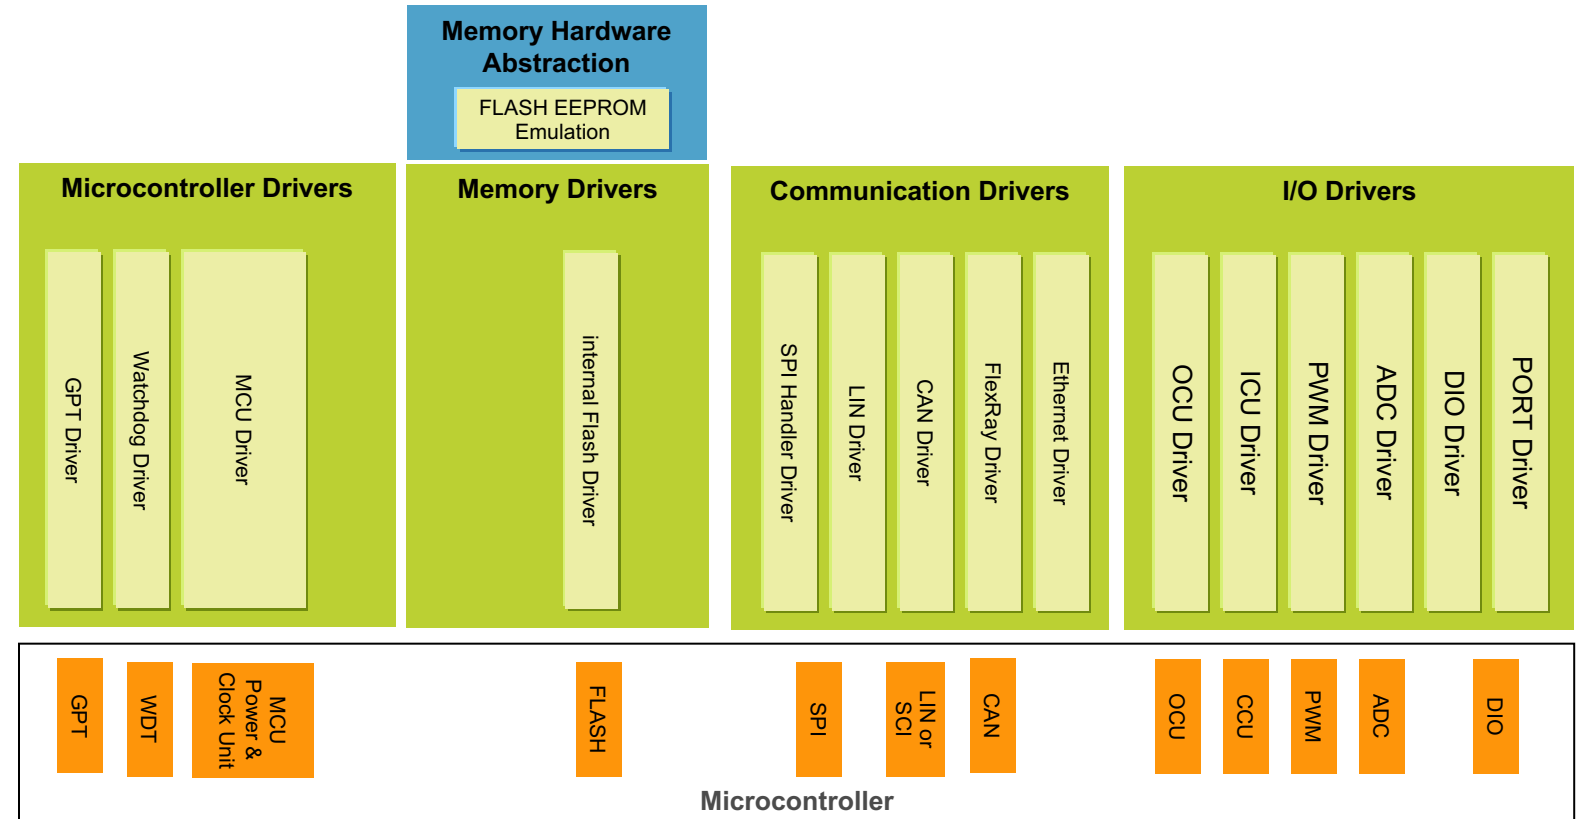 Memory Hardware
Abstraction
FLASH EEPROM
Emulation
Microcontroller Drivers
Memory Drivers
Communication Drivers
I/O Drivers
GPT Driver
Watchdog Driver
MCU Driver
internal Flash Driver
SPI Handler Driver
LIN Driver
CAN Driver
FlexRay Driver
Ethernet Driver
OCU Driver
ICU Driver
PWM Driver
ADC Driver
DIO Driver
PORT Driver
GPT
WDT
MCU
Power &
Clock Unit
FLASH
SPI
LIN or
SCI
CAN
OCU
CCU
PWM
ADC
DIO
Microcontroller